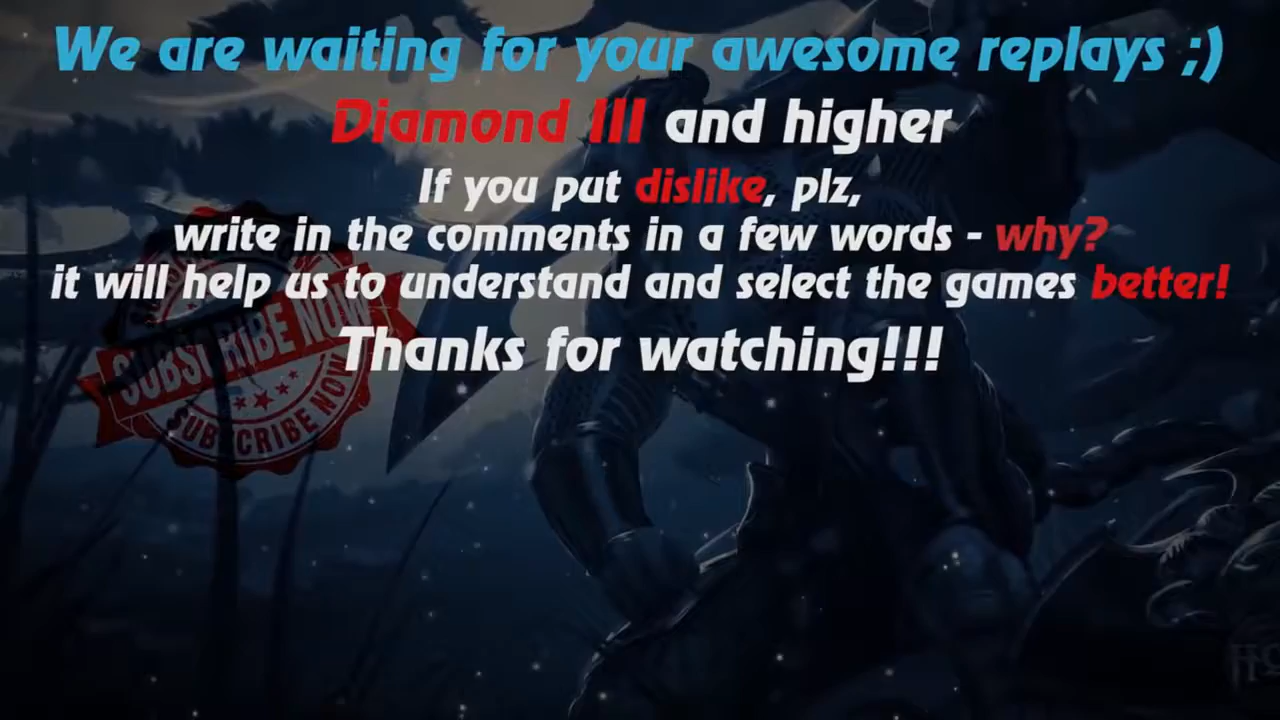 We are waiting for your awesome replays ;)
Diamond III and higher
If you put dislike, plz,
write in the comments in a few words - why?
it will help us to understand and select the games better!
Thanks for watching!!!
SUBSCRIBE NOW
SUBSCRIBE NOW